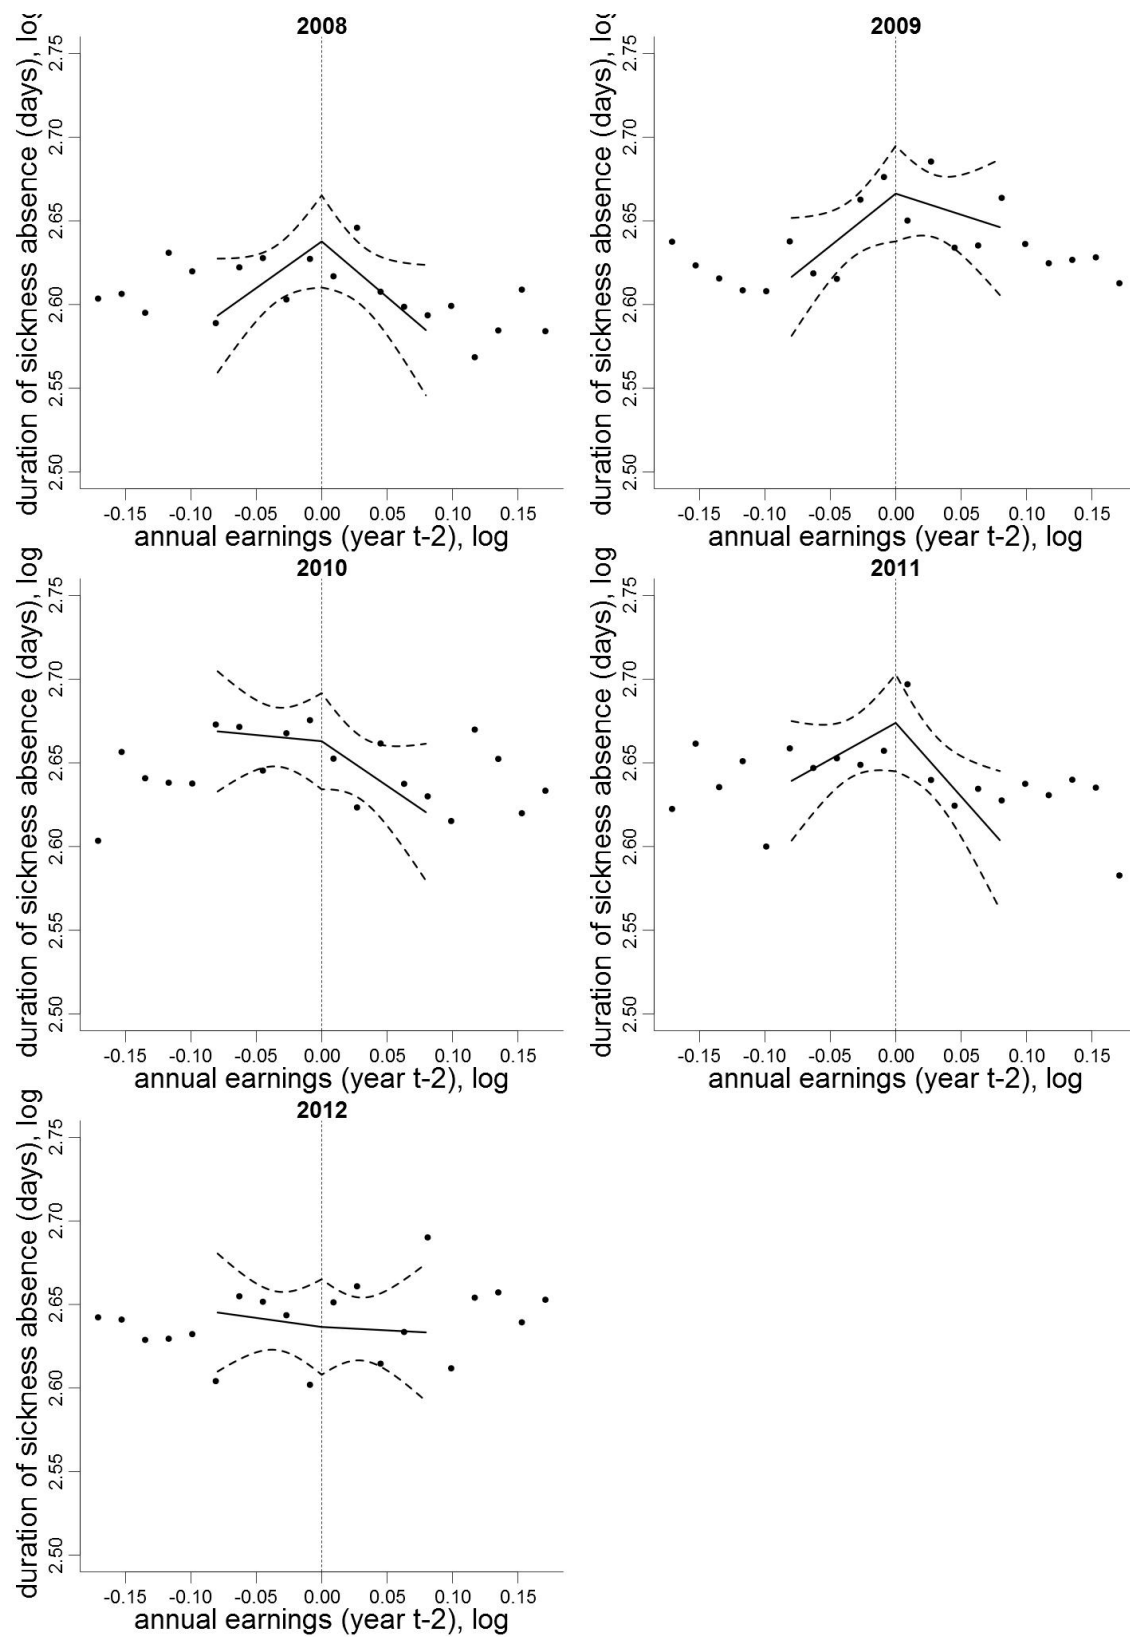 2008
duration of sickness absence (days), log
2.75
2.70
2.65
2.60
2.55
2.50
-0.15 -0.10 -0.05 0.00 0.05 0.10 0.15
annual earnings (year t-2), log
2009
duration of sickness absence (days), log
2.75
2.70
2.65
2.60
2.55
2.50
-0.15 -0.10 -0.05 0.00 0.05 0.10 0.15
annual earnings (year t-2), log
2010
duration of sickness absence (days), log
2.75
2.70
2.65
2.60
2.55
2.50
-0.15 -0.10 -0.05 0.00 0.05 0.10 0.15
annual earnings (year t-2), log
2011
duration of sickness absence (days), log
2.75
2.70
2.65
2.60
2.55
2.50
-0.15 -0.10 -0.05 0.00 0.05 0.10 0.15
annual earnings (year t-2), log
2012
duration of sickness absence (days), log
2.75
2.70
2.65
2.60
2.55
2.50
-0.15 -0.10 -0.05 0.00 0.05 0.10 0.15
annual earnings (year t-2), log